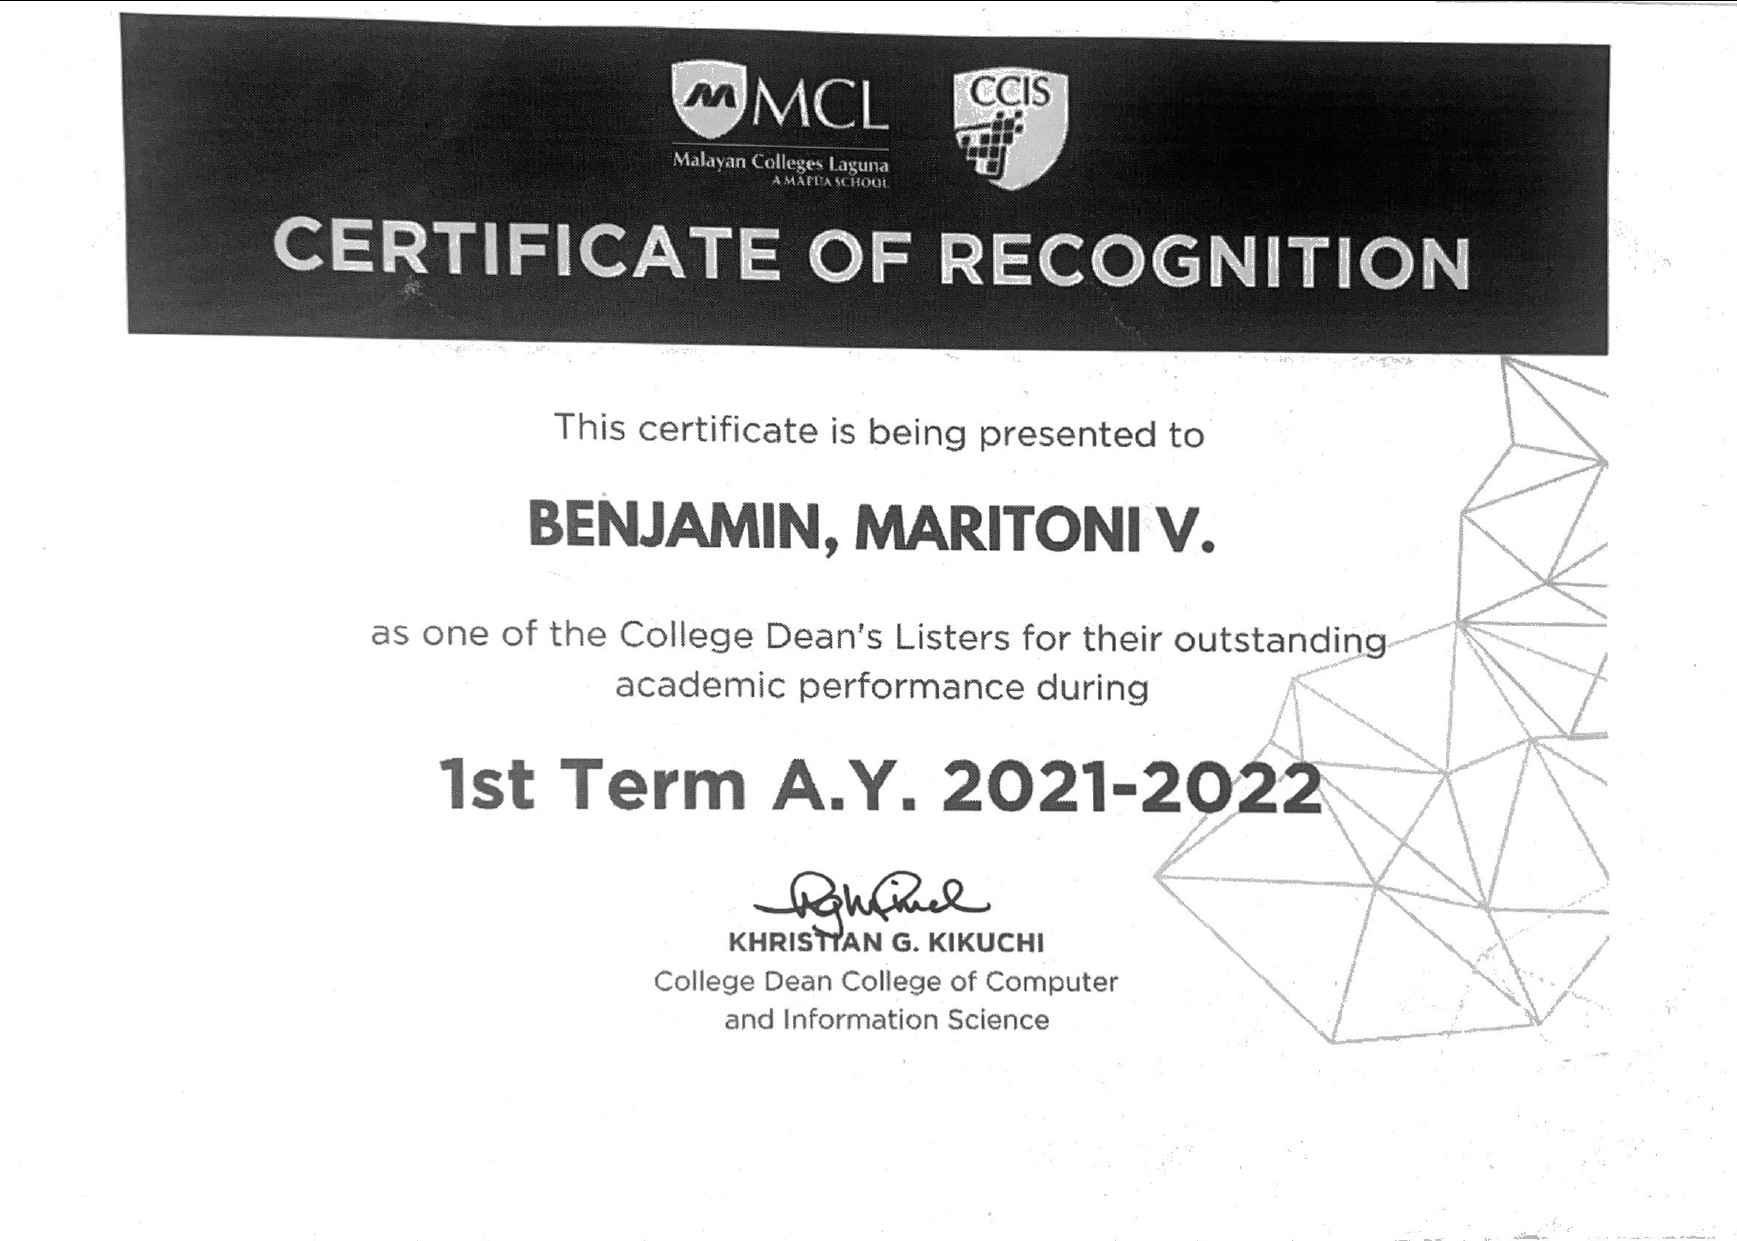 MCL
CCIS
Malayan Colleges Laguna
A MAPUA SCHOOL
CERTIFICATE OF RECOGNITION
This certificate is being presented to
BENJAMIN, MARITONI V.
as one of the College Dean's Listers for their outstanding
academic performance during
1st Term A.Y. 2021-2022
KHRISTIAN G. KIKUCHI
College Dean College of Computer
and Information Science